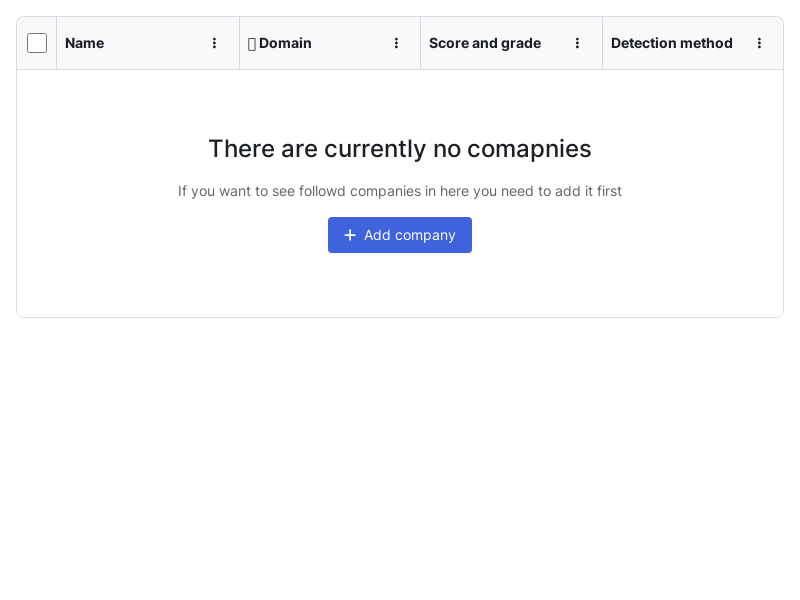 Name Domain Score and grade Detection method
There are currently no comapnies
If you want to see followd companies in here you need to add it first
Add company